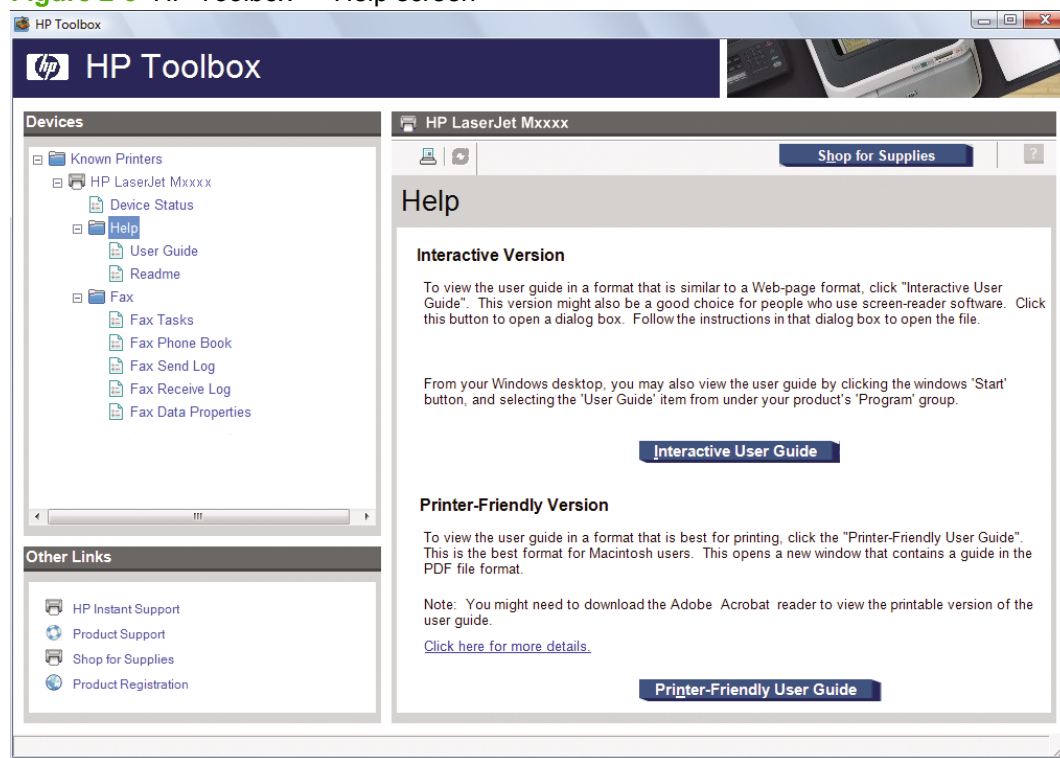 HP Toolbox
hp HP Toolbox
Devices
Known Printers
HP LaserJet Mxxxx
Device Status
Help
User Guide
Readme
Fax
Fax Tasks
Fax Phone Book
Fax Send Log
Fax Receive Log
Fax Data Properties
Other Links
HP Instant Support
Product Support
Shop for Supplies
Product Registration
HP LaserJet Mxxxx
Shop for Supplies ?
Help
Interactive Version
To view the user guide in a format that is similar to a Web-page format, click "Interactive User
Guide". This version might also be a good choice for people who use screen-reader software. Click
this button to open a dialog box. Follow the instructions in that dialog box to open the file.
From your Windows desktop, you may also view the user guide by clicking the windows 'Start'
button, and selecting the 'User Guide' item from under your product's 'Program' group.
Interactive User Guide
Printer-Friendly Version
To view the user guide in a format that is best for printing, click the "Printer-Friendly User Guide".
This is the best format for Macintosh users. This opens a new window that contains a guide in the
PDF file format.
Note: You might need to download the Adobe Acrobat reader to view the printable version of the
user guide.
Click here for more details.
Printer-Friendly User Guide